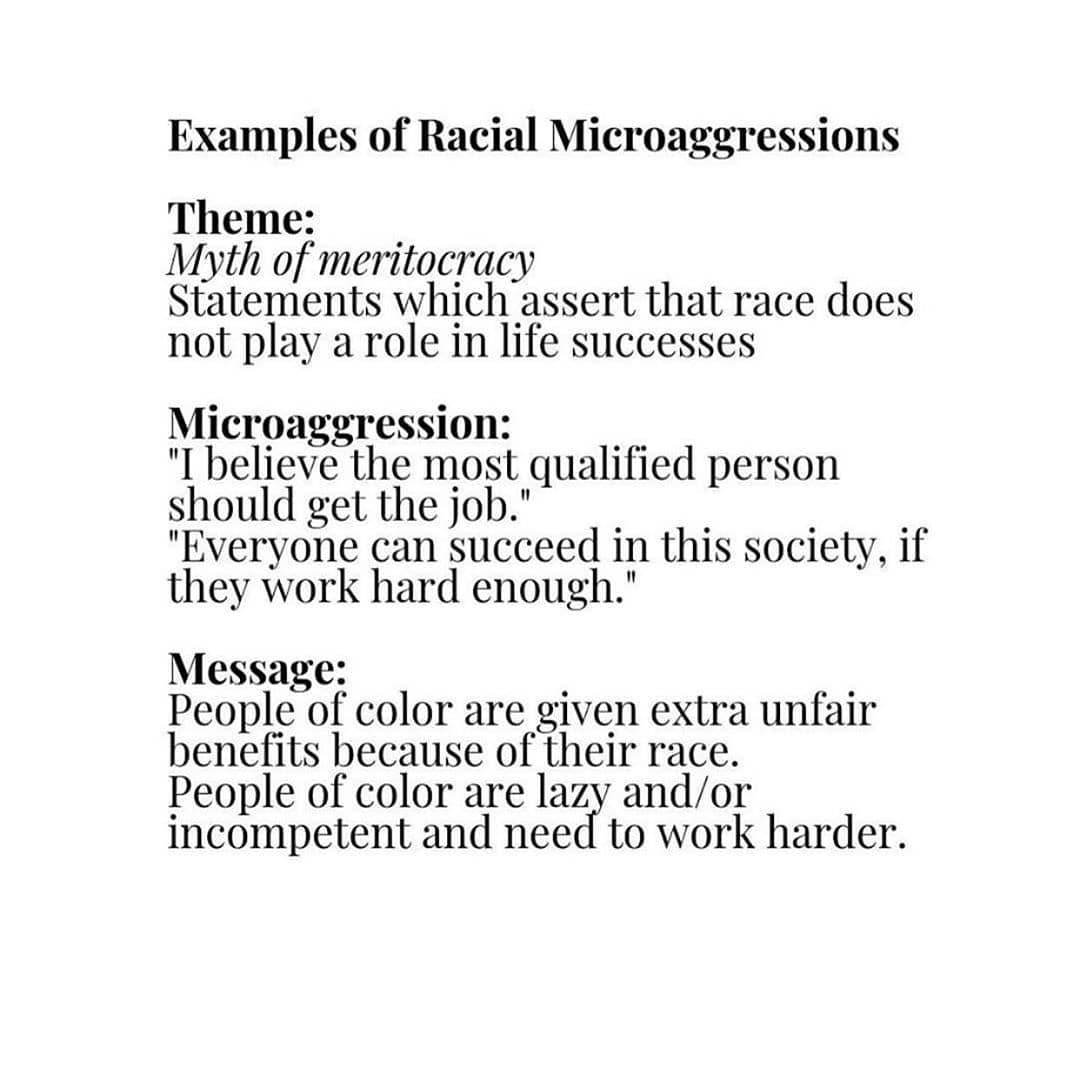 Examples of Racial Microaggressions
Theme:
Myth of meritocracy
Statements which assert that race does
not play a role in life successes
Microaggression:
"I believe the most qualified person
should get the job."
"Everyone can succeed in this society, if
they work hard enough."
Message:
People of color are given extra unfair
benefits because of their race.
People of color are lazy and/or
incompetent and need to work harder.